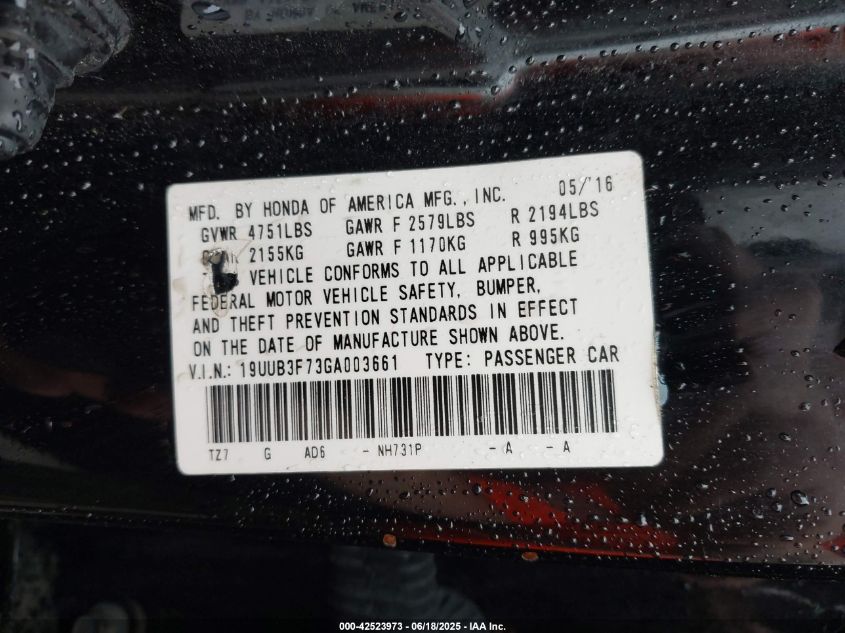 MFD. BY HONDA OF AMERICA MFG., INC. 05/'16
GVWR 4751LBS GAWR F 2579LBS R 2194LBS
2155KG GAWR F 1170KG R 995KG
VEHICLE CONFORMS TO ALL APPLICABLE
FEDERAL MOTOR VEHICLE SAFETY, BUMPER,
AND THEFT PREVENTION STANDARDS IN EFFECT
ON THE DATE OF MANUFACTURE SHOWN ABOVE.
V.I.N.: 19UUB3F73GA003661 TYPE: PASSENGER CAR
TZ7 G AD6 - NH731P - A - A
000-42523973 / 06/18/2025 - IAA Inc.